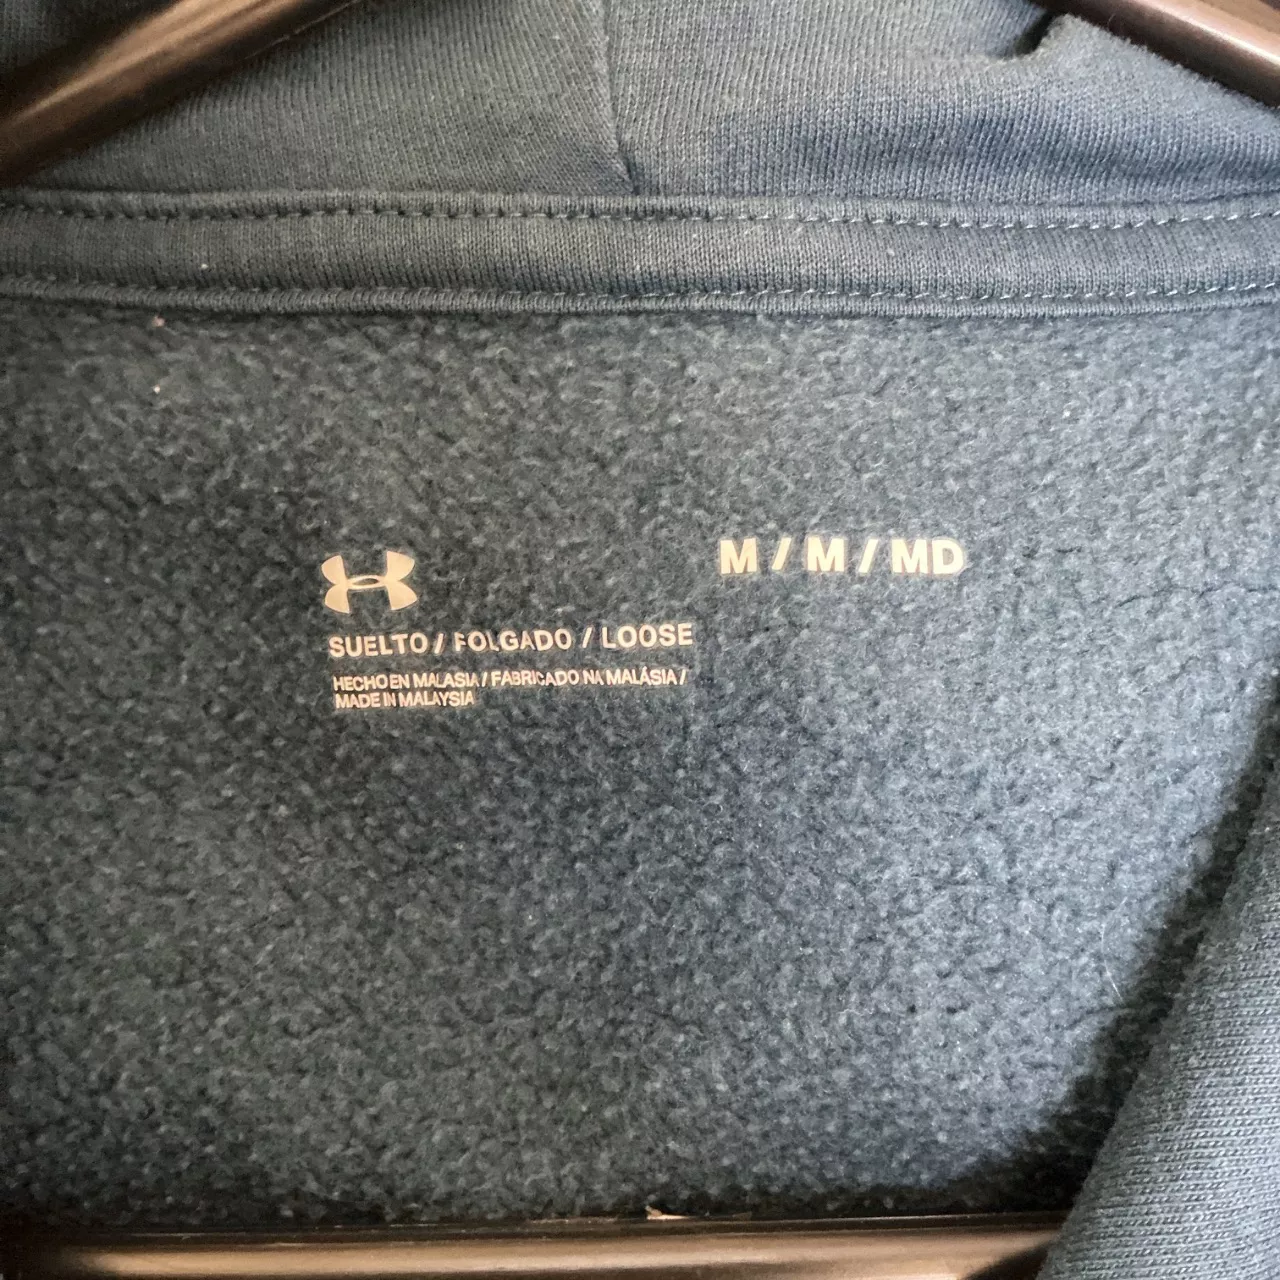 M / M / MD
SUELTO / FOLGADO / LOOSE
HECHO EN MALASIA / FABRICADO NA MALÁSIA /
MADE IN MALAYSIA